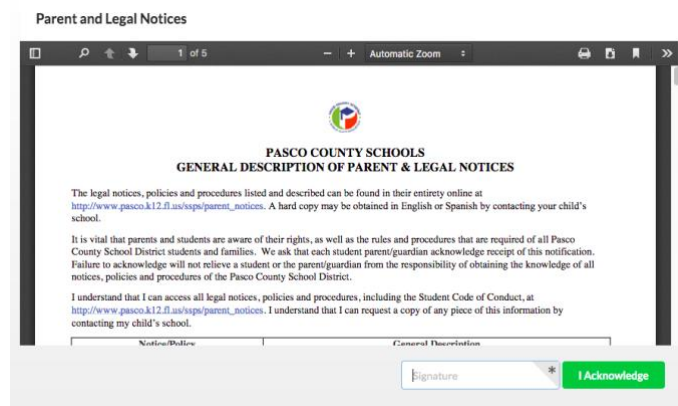 Parent and Legal Notices
1 of 5
Automatic Zoom
PASCO COUNTY SCHOOLS
GENERAL DESCRIPTION OF PARENT & LEGAL NOTICES
The legal notices, policies and procedures listed and described can be found in their entirety online at
http://www.pasco.k12.fl.us/ssps/parent_notices. A hard copy may be obtained in English or Spanish by contacting your child's
school.
It is vital that parents and students are aware of their rights, as well as the rules and procedures that are required of all Pasco
County School District students and families. We ask that each student parent/guardian acknowledge receipt of this notification.
Failure to acknowledge will not relieve a student or the parent/guardian from the responsibility of obtaining the knowledge of all
notices, policies and procedures of the Pasco County School District.
I understand that I can access all legal notices, policies and procedures, including the Student Code of Conduct, at
http://www.pasco.k12.fl.us/ssps/parent_notices. I understand that I can request a copy of any piece of this information by
contacting my child's school.
Notice/Policy General Description
Signature * I Acknowledge